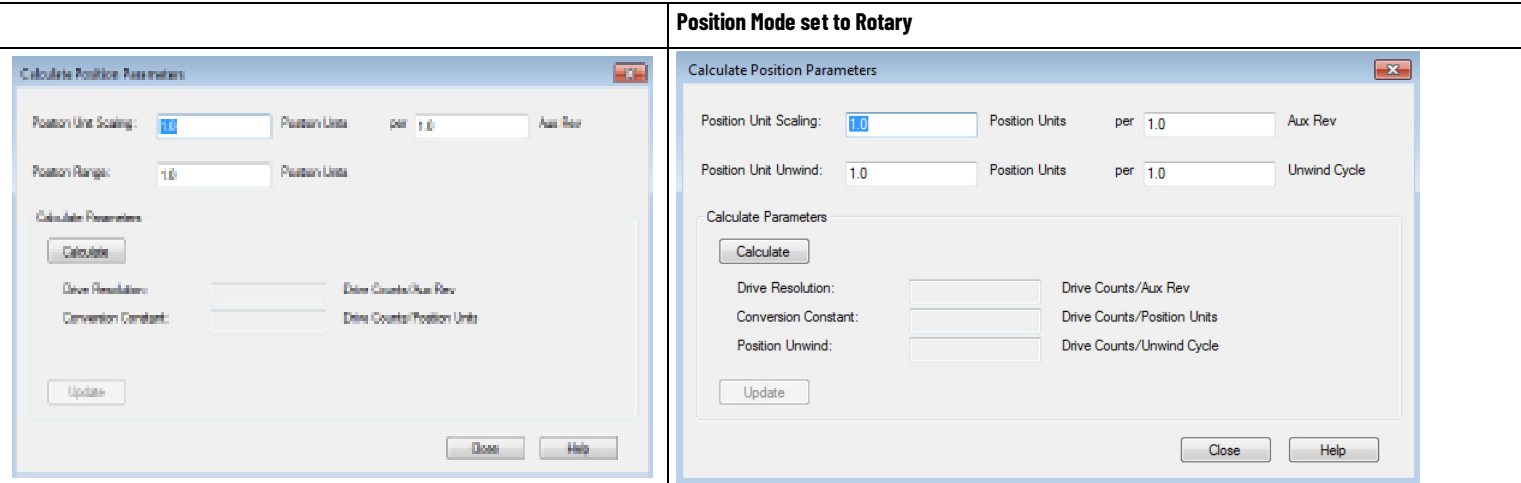 Position Mode set to Rotary
Calculate Position Parameters
Position Unit Scaling: 1.0 Position Units per 1.0 Aux Rev
Position Range: 1.0 Position Units
Calculate Parameters
Calculate
Drive Resolution: Drive Counts/Aux Rev
Conversion Constant: Drive Counts/Position Units
Update
Close Help
Calculate Position Parameters
Position Unit Scaling: 1.0 Position Units per 1.0 Aux Rev
Position Unit Unwind: 1.0 Position Units per 1.0 Unwind Cycle
Calculate Parameters
Calculate
Drive Resolution: Drive Counts/Aux Rev
Conversion Constant: Drive Counts/Position Units
Position Unwind: Drive Counts/Unwind Cycle
Update
Close Help